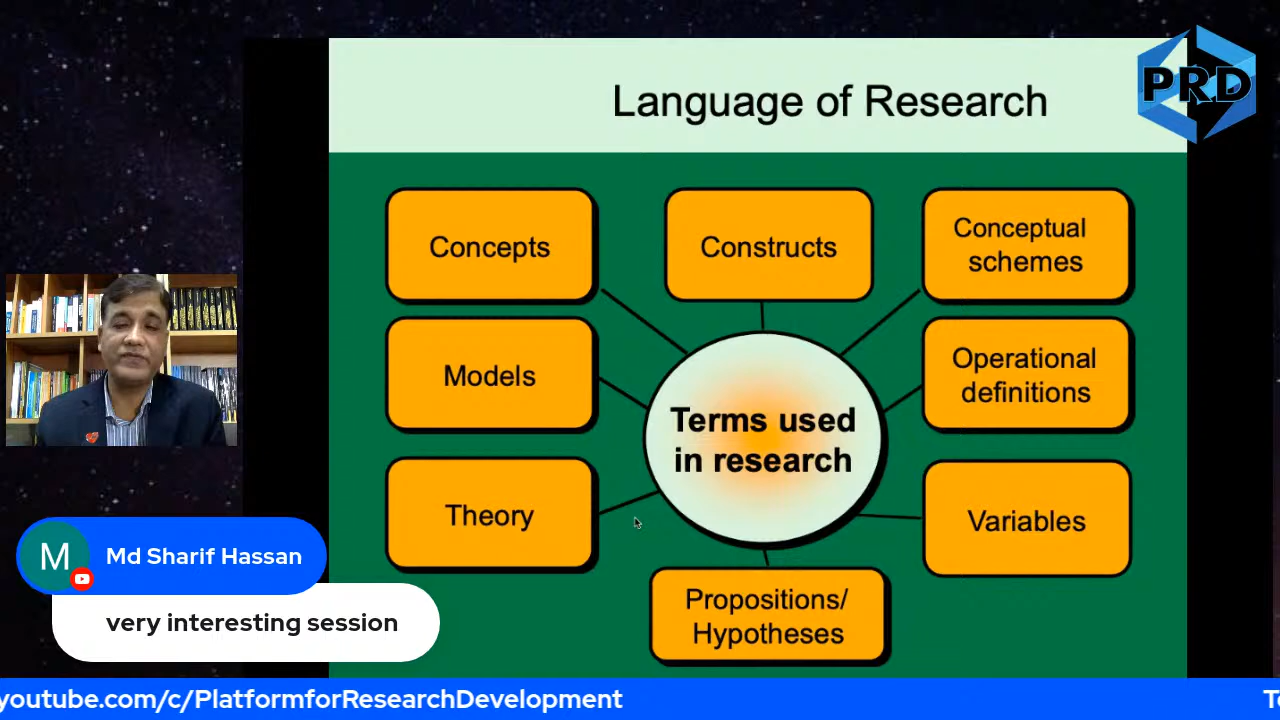 Language of Research
PRD
Concepts
Constructs
Conceptual
schemes
Models
Operational
definitions
Terms used
in research
Theory
Variables
Propositions/
Hypotheses
M
Md Sharif Hassan
very interesting session
youtube.com/c/PlatformforResearchDevelopment